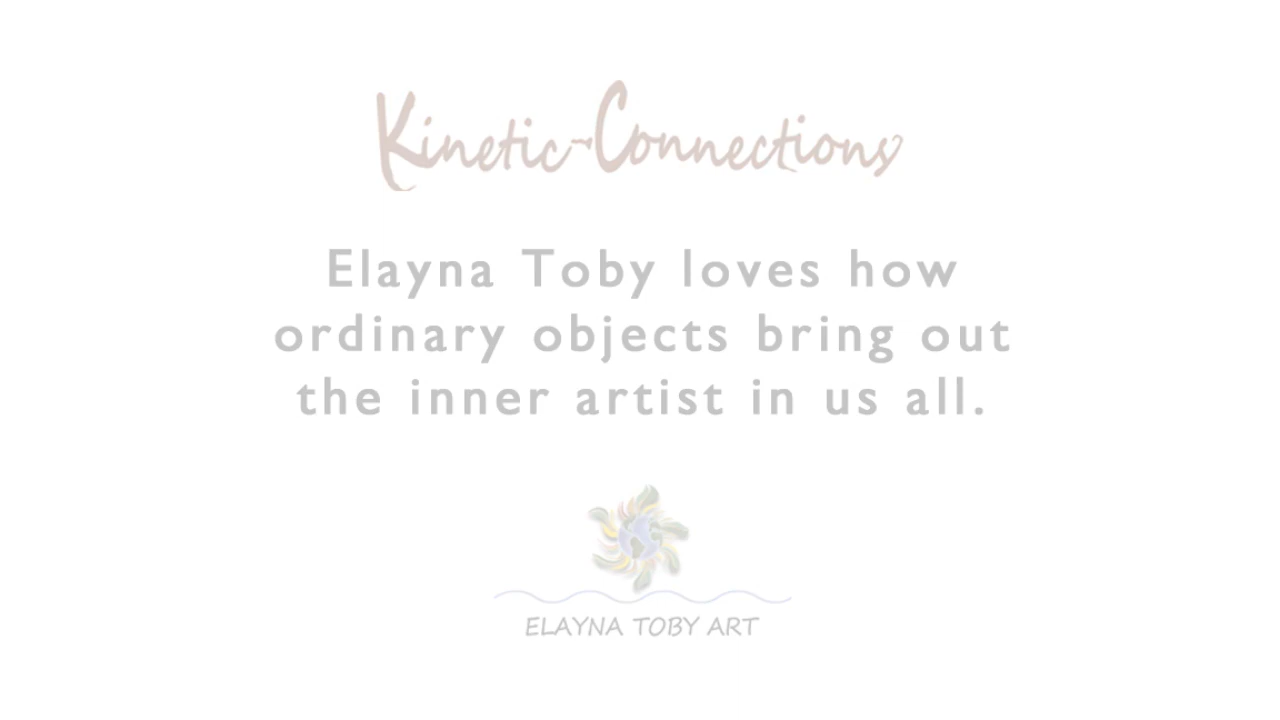 Kinetic~Connections
Elayna Toby loves how
ordinary objects bring out
the inner artist in us all.
ELAYNA TOBY ART